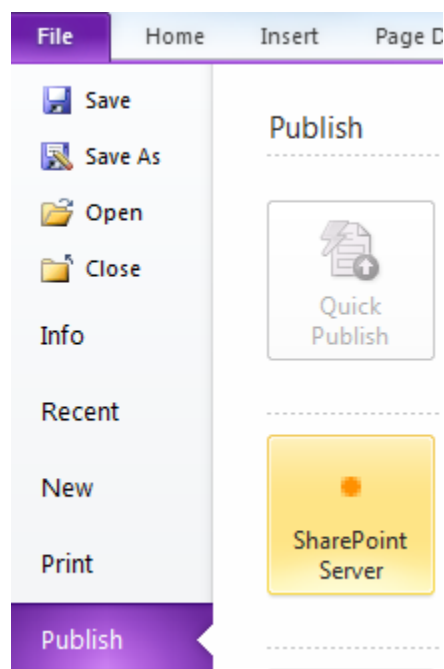 File Home Insert Page D
Save
Save As
Open
Close
Info
Recent
New
Print
Publish
Publish
Quick
Publish
SharePoint
Server